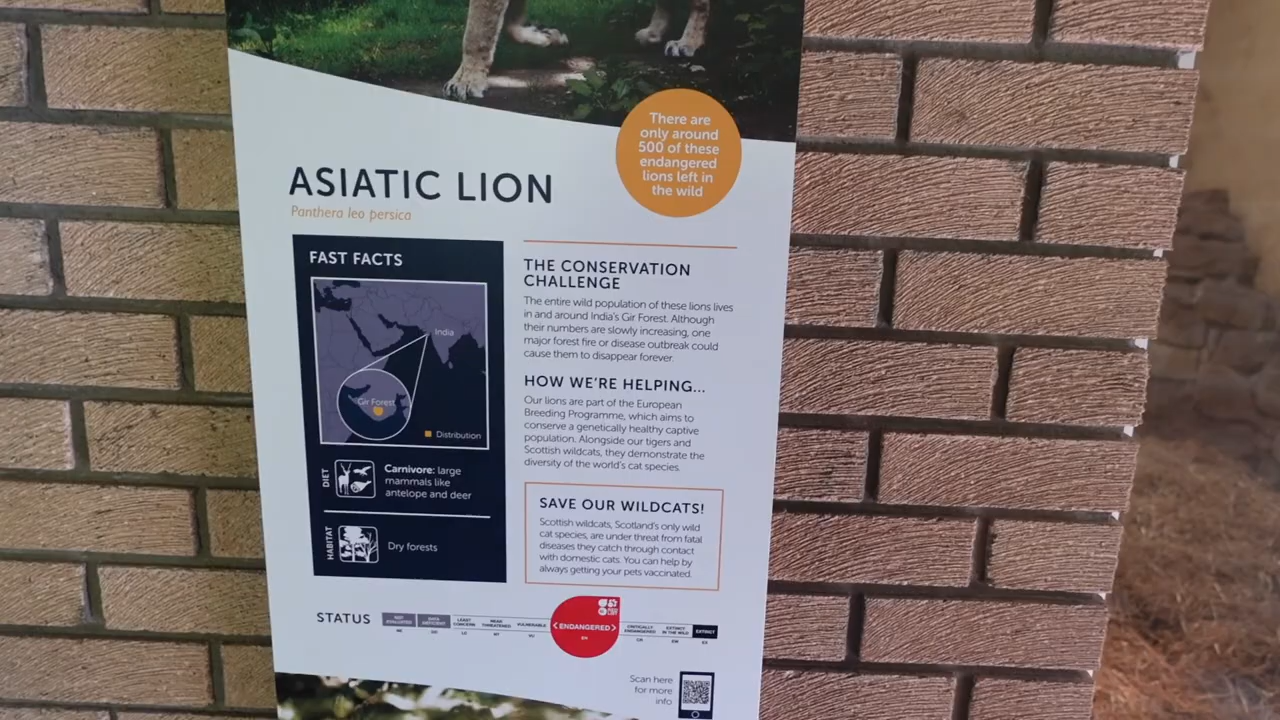 There are
only around
500 of these
endangered
lions left in
the wild
ASIATIC LION
Panthera leo persica
FAST FACTS
India
Gir Forest
Distribution
DIET
Carnivore: large
mammals like
antelope and deer
HABITAT
Dry forests
THE CONSERVATION
CHALLENGE
The entire wild population of these lions lives
in and around India's Gir Forest. Although
their numbers are slowly increasing, one
major forest fire or disease outbreak could
cause them to disappear forever.
HOW WE'RE HELPING...
Our lions are part of the European
Breeding Programme, which aims to
conserve a genetically healthy captive
population. Alongside our tigers and
Scottish wildcats, they demonstrate the
diversity of the world's cat species.
SAVE OUR WILDCATS!
Scottish wildcats, Scotland's only wild
cat species, are under threat from fatal
diseases they catch through contact
with domestic cats. You can help by
always getting your pets vaccinated.
STATUS
NOT
EVALUATED
NE
DATA
DEFICIENT
DD
LEAST
CONCERN
LC
NEAR
THREATENED
NT
VULNERABLE
VU
<ENDANGERED>
EN
CRITICALLY
ENDANGERED
CR
EXTINCT
IN THE WILD
EW
EXTINCT
EX
Scan here
for more
info